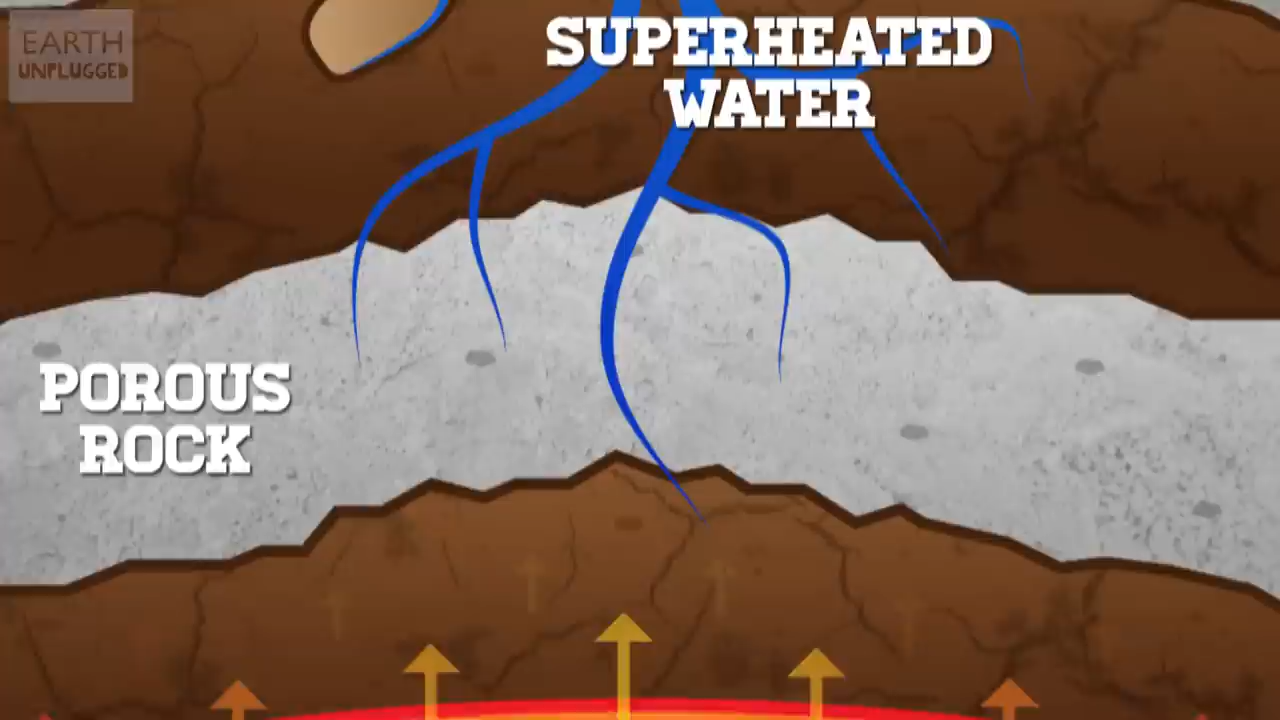 EARTH
UNPLUGGED
SUPERHEATED
WATER
POROUS
ROCK